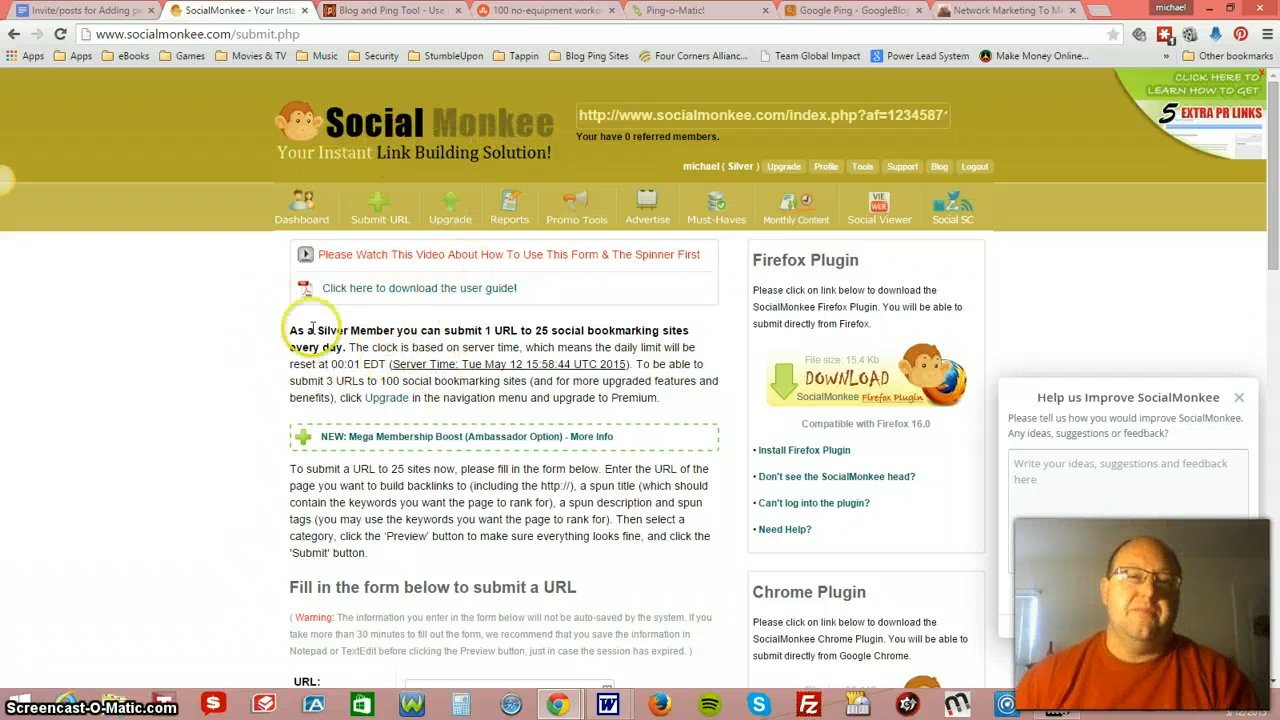 Invite/posts for Adding pe
SocialMonkee - Your Insta
Blog and Ping Tool - Use
100 no-equipment worko
Ping-o-Matic!
Google Ping - GoogleBlog
Network Marketing To M
michael
www.socialmonkee.com/submit.php
Apps
Apps
eBooks
Games
Movies & TV
Music
Security
StumbleUpon
Tappin
Blog Ping Sites
Four Corners Allianc...
Team Global Impact
Power Lead System
Make Money Online...
»
Other bookmarks
CLICK HERE TO
LEARN HOW TO GET
5 EXTRA PR LINKS
Social Monkee
Your Instant Link Building Solution!
http://www.socialmonkee.com/index.php?af=1234587
Your have 0 referred members.
michael ( Silver )
Upgrade
Profile
Tools
Support
Blog
Logout
Dashboard
Submit URL
Upgrade
Reports
Promo Tools
Advertise
Must-Haves
Monthly Content
VIE WER
Social Viewer
Social SC
Please Watch This Video About How To Use This Form & The Spinner First
Click here to download the user guide!
As a Silver Member you can submit 1 URL to 25 social bookmarking sites
every day. The clock is based on server time, which means the daily limit will be
reset at 00:01 EDT (Server Time: Tue May 12 15:58:44 UTC 2015). To be able to
submit 3 URLs to 100 social bookmarking sites (and for more upgraded features and
benefits), click Upgrade in the navigation menu and upgrade to Premium.
NEW: Mega Membership Boost (Ambassador Option) - More Info
To submit a URL to 25 sites now, please fill in the form below. Enter the URL of the
page you want to build backlinks to (including the http://), a spun title (which should
contain the keywords you want the page to rank for), a spun description and spun
tags (you may use the keywords you want the page to rank for). Then select a
category, click the 'Preview' button to make sure everything looks fine, and click the
'Submit' button.
Fill in the form below to submit a URL
( Warning: The information you enter in the form below will not be auto-saved by the system. If you
take more than 30 minutes to fill out the form, we recommend that you save the information in
Notepad or TextEdit before clicking the Preview button, just in case the session has expired. )
URL:
Firefox Plugin
Please click on link below to download the
SocialMonkee Firefox Plugin. You will be able to
submit directly from Firefox.
File size: 15.4 Kb
DOWNLOAD
SocialMonkee Firefox Plugin
Compatible with Firefox 16.0
• Install Firefox Plugin
• Don't see the SocialMonkee head?
• Can't log into the plugin?
• Need Help?
Chrome Plugin
Please click on link below to download the
SocialMonkee Chrome Plugin. You will be able to
submit directly from Google Chrome.
Help us Improve SocialMonkee
Please tell us how you would improve SocialMonkee.
Any ideas, suggestions or feedback?
Write your ideas, suggestions and feedback
here
Screencast-O-Matic.com